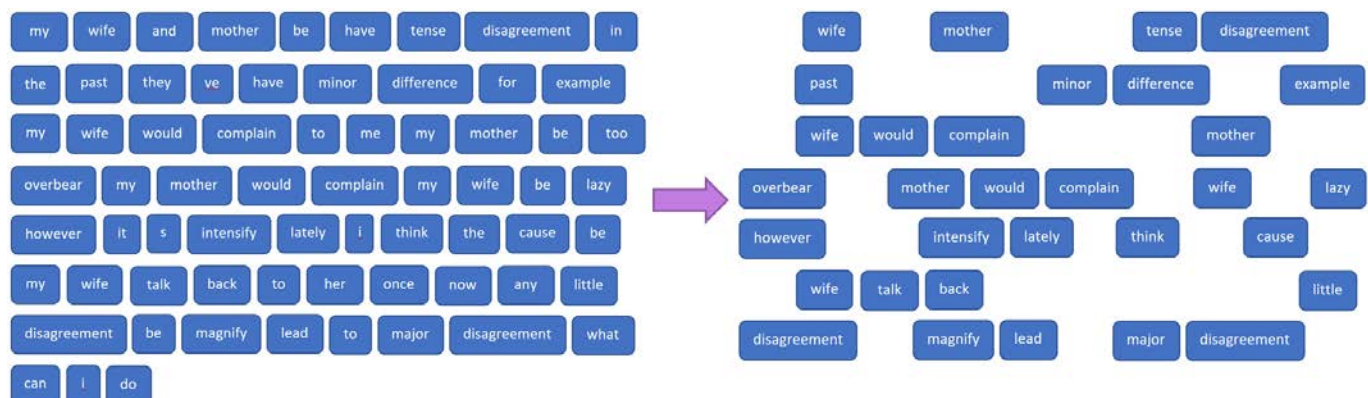 my wife and mother be have tense disagreement in
the past they ve have minor difference for example
my wife would complain to me my mother be too
overbear my mother would complain my wife be lazy
however it s intensify lately i think the cause be
my wife talk back to her once now any little
disagreement be magnify lead to major disagreement what
can i do
wife mother tense disagreement
past minor difference example
wife would complain mother
overbear mother would complain wife lazy
however intensify lately think cause
wife talk back little
disagreement magnify lead major disagreement